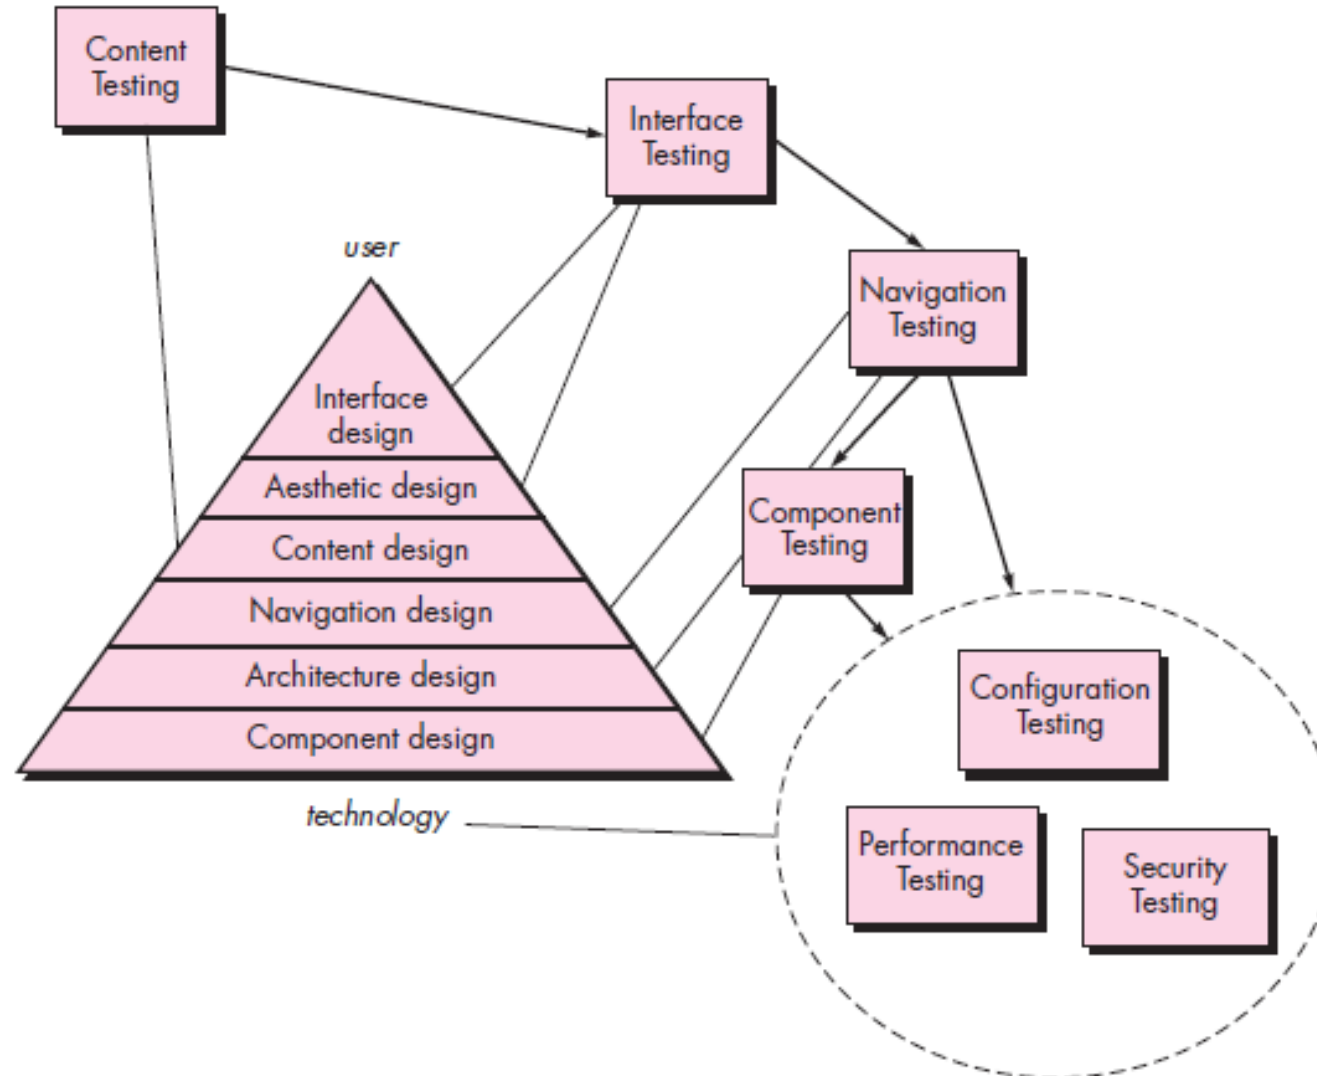 Content
Testing
Interface
Testing
user
Navigation
Testing
Interface
design
Aesthetic design
Component
Testing
Content design
Navigation design
Architecture design
Component design
Configuration
Testing
technology
Performance
Testing
Security
Testing